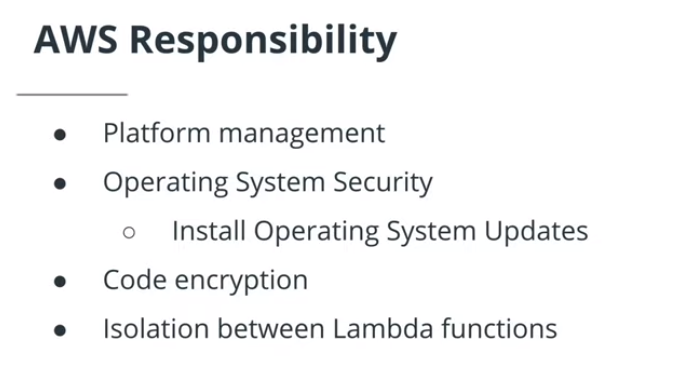 AWS Responsibility
● Platform management
● Operating System Security
○ Install Operating System Updates
● Code encryption
● Isolation between Lambda functions